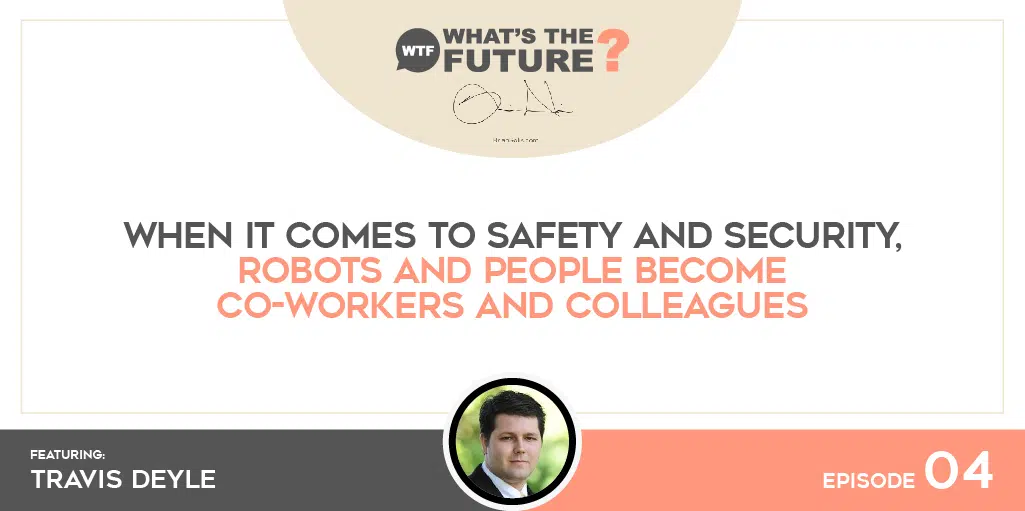 WTF WHAT'S THE
FUTURE?
WHEN IT COMES TO SAFETY AND SECURITY,
ROBOTS AND PEOPLE BECOME
CO-WORKERS AND COLLEAGUES
FEATURING:
TRAVIS DEYLE
EPISODE 04